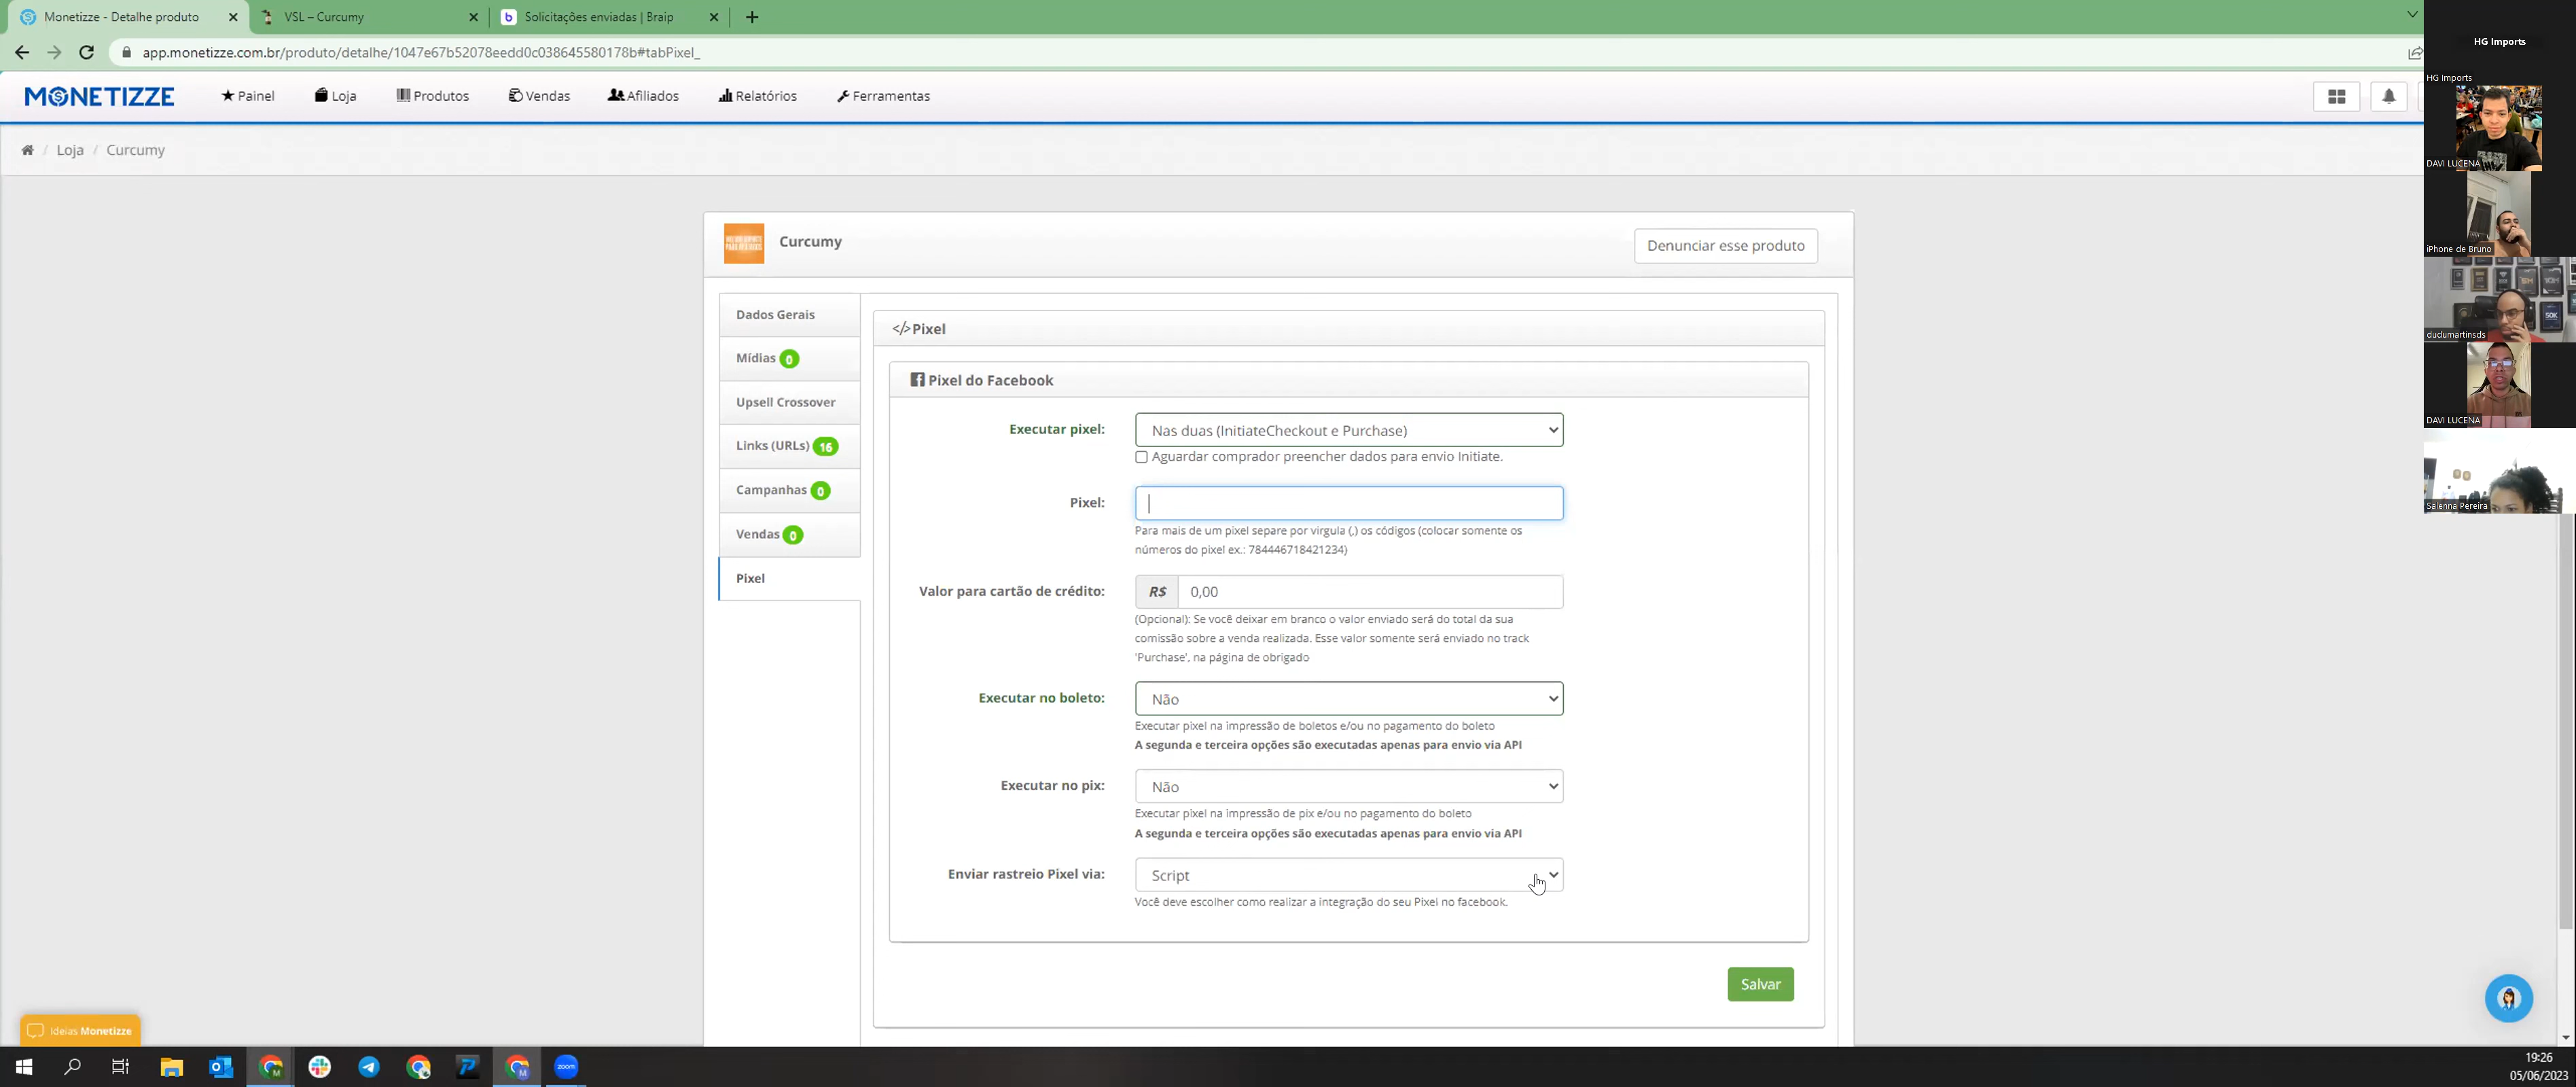 Monetizze - Detalhe produto
VSL – Curcumy
Solicitações enviadas | Braip
app.monetizze.com.br/produto/detalhe/1047e67b52078eedd0c038645580178b#tabPixel_
MONETIZZE
Painel
Loja
Produtos
Vendas
Afiliados
Relatórios
Ferramentas
/ Loja / Curcumy
Curcumy
Denunciar esse produto
Dados Gerais
Mídias 0
Upsell Crossover
Links (URLs) 16
Campanhas 0
Vendas 0
Pixel
</> Pixel
Pixel do Facebook
Executar pixel:
Nas duas (InitiateCheckout e Purchase)
Aguardar comprador preencher dados para envio Initiate.
Pixel:
Para mais de um pixel separe por virgula (,) os códigos (colocar somente os
números do pixel ex.: 784446718421234)
Valor para cartão de crédito:
R$ 0,00
(Opcional): Se você deixar em branco o valor enviado será do total da sua
comissão sobre a venda realizada. Esse valor somente será enviado no track
'Purchase', na página de obrigado
Executar no boleto:
Não
Executar pixel na impressão de boletos e/ou no pagamento do boleto
A segunda e terceira opções são executadas apenas para envio via API
Executar no pix:
Não
Executar pixel na impressão de pix e/ou no pagamento do boleto
A segunda e terceira opções são executadas apenas para envio via API
Enviar rastreio Pixel via:
Script
Você deve escolher como realizar a integração do seu Pixel no facebook.
Salvar
Ideias Monetizze
HG Imports
HG Imports
DAVI LUCENA
iPhone de Bruno
dudumartinsds
DAVI LUCENA
Salenna Pereira
zoom
19:26
05/06/2023